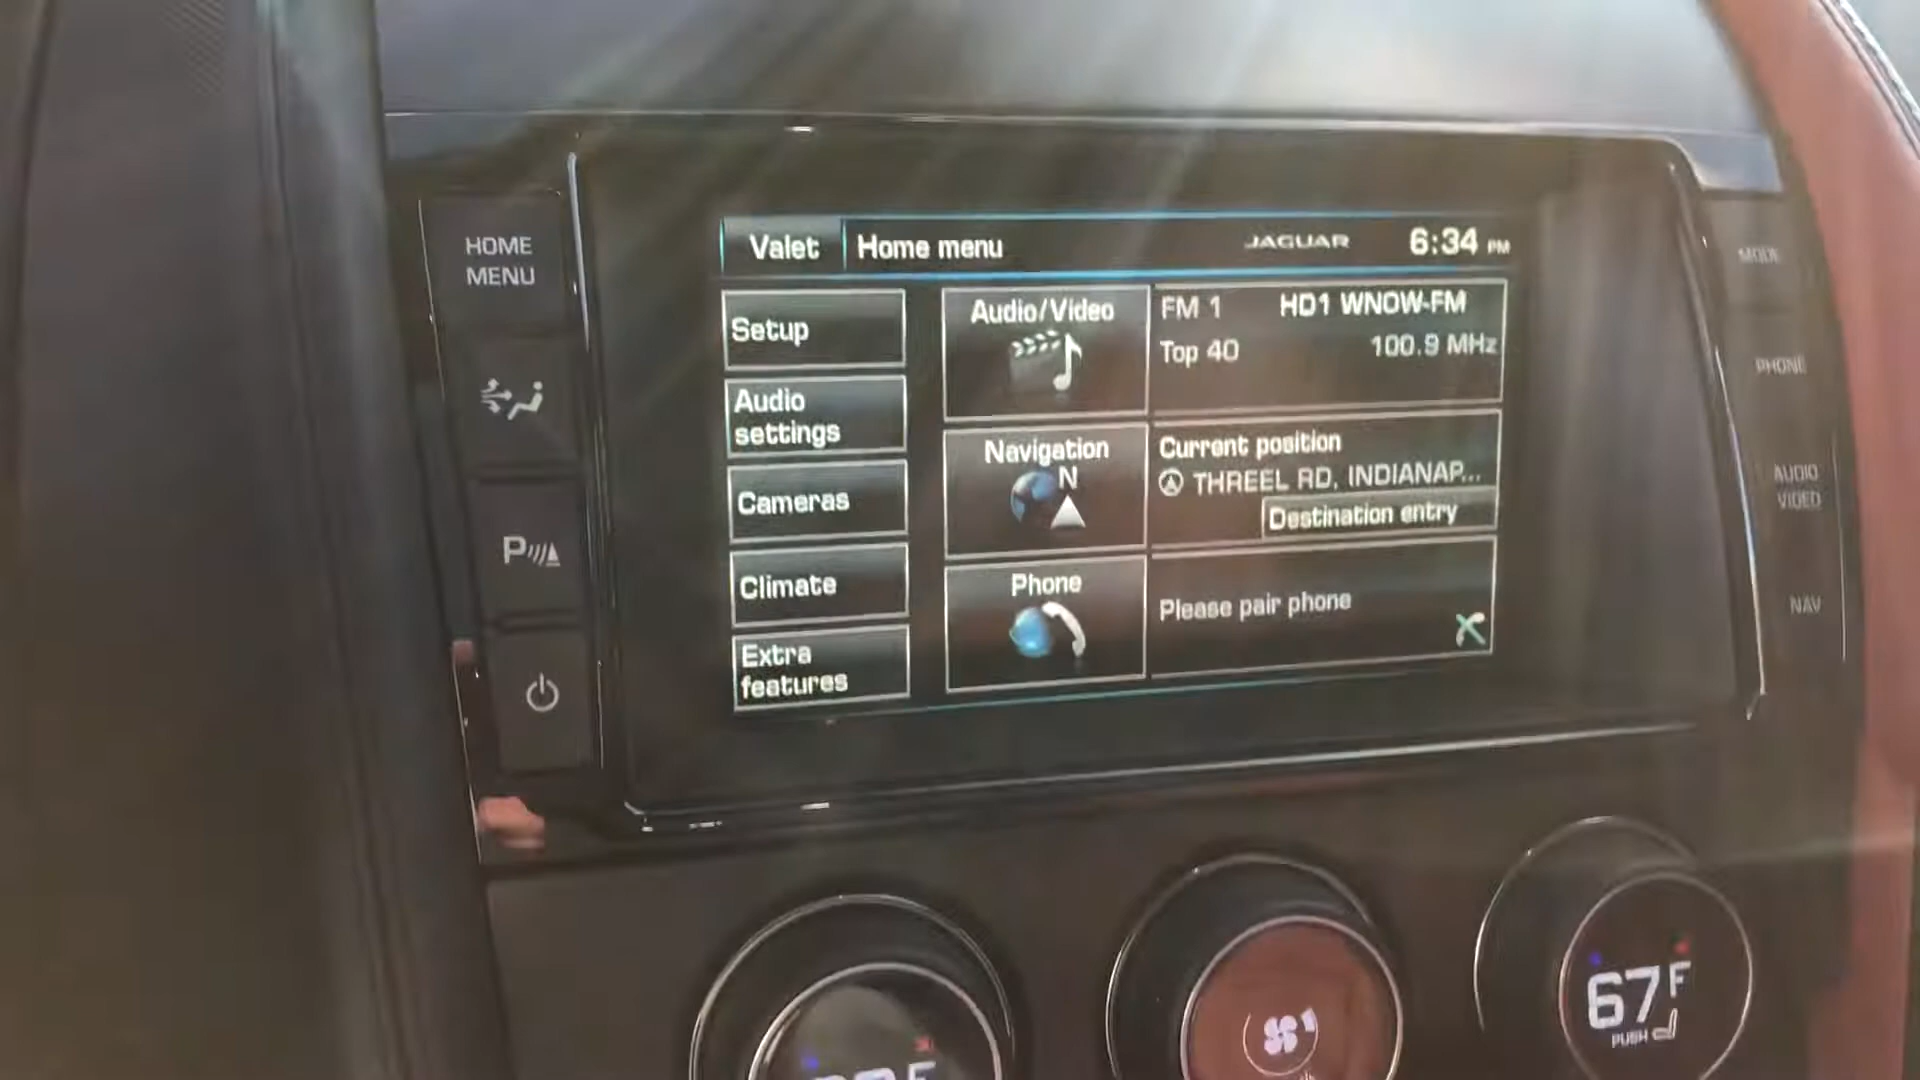 HOME
MENU
Valet
Home menu
JAGUAR
6:34 PM
MODE
Setup
Audio/Video
FM 1
HD1 WNOW-FM
Top 40
100.9 MHz
PHONE
Audio
settings
Navigation
N
Current position
THREEL RD, INDIANAP...
Destination entry
AUDIO
VIDEO
Cameras
P
Climate
Phone
Please pair phone
NAV
Extra
features
67 F
PUSH
F